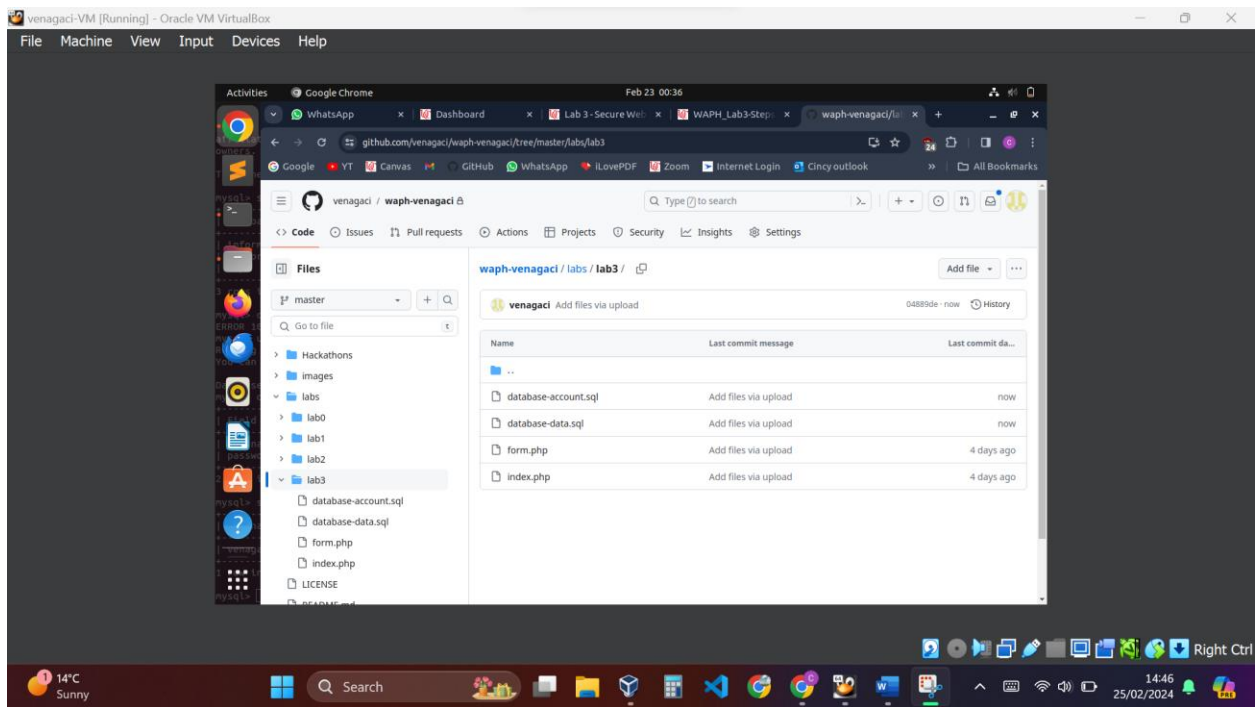 venagaci-VM [Running] - Oracle VM VirtualBox
File Machine View Input Devices Help
Activities Google Chrome Feb 23 00:36
WhatsApp Dashboard Lab 3 - Secure Web WAPH_Lab3-Steps waph-venagaci/la
github.com/venagaci/waph-venagaci/tree/master/labs/lab3 24
Google YT Canvas GitHub WhatsApp iLovePDF Zoom Internet Login Cincy outlook » All Bookmarks
venagaci / waph-venagaci Type / to search
Code Issues Pull requests Actions Projects Security Insights Settings
Files
master
Go to file t
Hackathons
images
labs
lab0
lab1
lab2
lab3
database-account.sql
database-data.sql
form.php
index.php
LICENSE
README.md
waph-venagaci / labs / lab3 /
Add file
venagaci Add files via upload 04889de · now History
Name Last commit message Last commit da...
..
database-account.sql Add files via upload now
database-data.sql Add files via upload now
form.php Add files via upload 4 days ago
index.php Add files via upload 4 days ago
mysql>
Right Ctrl
1 14°C
Sunny
Search
14:46
25/02/2024